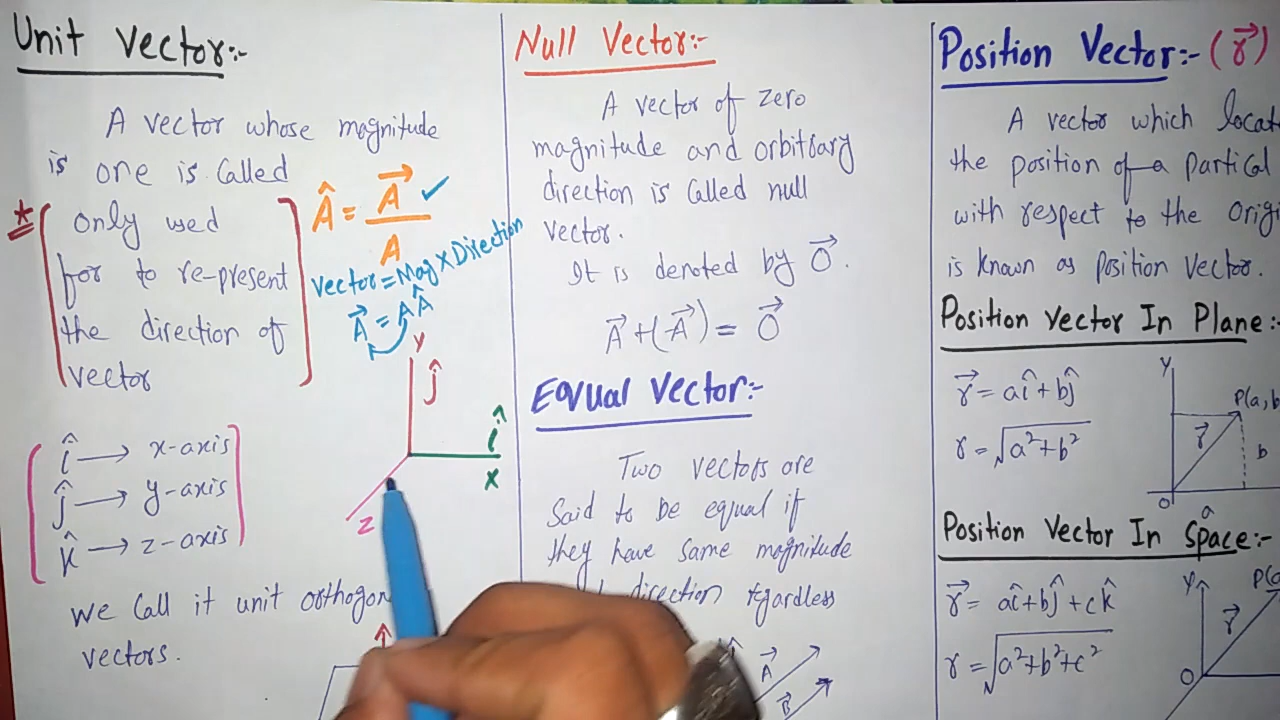 Unit Vector:-
A vector whose magnitude
is one is called
* only used
for to re-present
the direction of
vector
Â = A⃗ / A ✓
Vector = Mag × Direction
A⃗ = A Â
Y
ĵ
î
X
Z
î → x-axis
ĵ → y-axis
k̂ → z-axis
We call it unit orthogon
vectors.
Null Vector:-
A vector of zero
magnitude and orbitrary
direction is called null
vector.
It is denoted by O⃗.
A⃗ + (A⃗) = O⃗
Equal Vector:-
Two vectors are
said to be equal if
they have same magnitude
direction regardless
A⃗
B⃗
Position Vector:- (r⃗)
A vector which locat
the position of a partical
with respect to the origi
is known as position vector.
Position Vector In Plane:-
r⃗ = aî + bĵ
r = √a² + b²
Y
P(a, b
r⃗
b
O
a
Position Vector In Space:-
r⃗ = aî + bĵ + ck̂
r = √a² + b² + c²
Y
P(a
r⃗
O